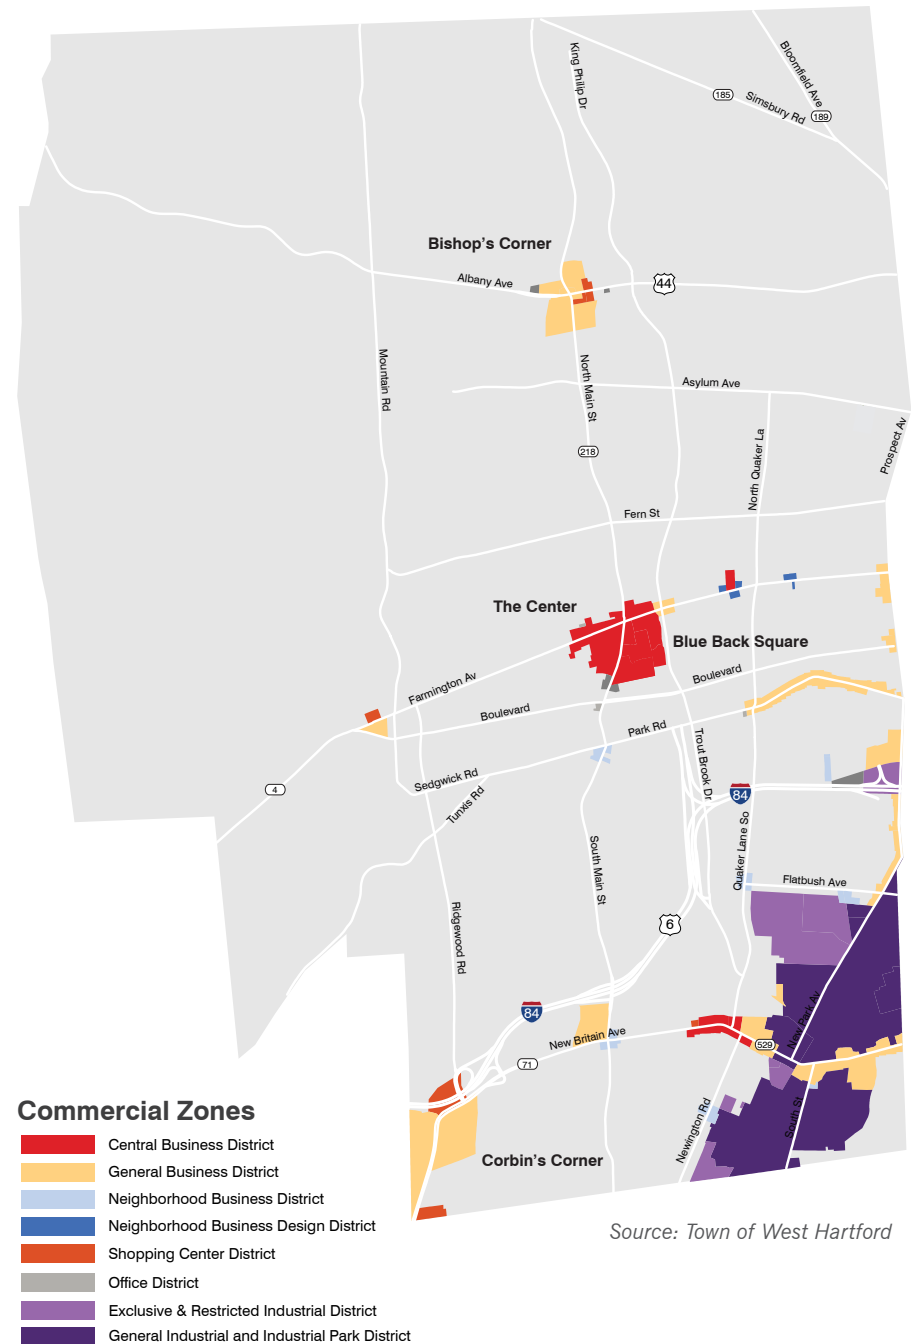 King Philip Dr
Bloomfield Ave
185
Simsbury Rd
189
Bishop's Corner
Albany Ave
44
Mountain Rd
North Main St
Asylum Ave
218
North Quaker La
Prospect Av
Fern St
The Center
Blue Back Square
Farmington Av
Boulevard
Boulevard
Park Rd
Trout Brook Dr
4
Sedgwick Rd
Tunxis Rd
84
Quaker Lane So
South Main St
Flatbush Ave
Ridgewood Rd
6
84
New Britain Ave
New Park Av
529
71
Newington Rd
South St
Corbin's Corner
Commercial Zones
Central Business District
General Business District
Neighborhood Business District
Neighborhood Business Design District
Shopping Center District
Office District
Exclusive & Restricted Industrial District
General Industrial and Industrial Park District
Source: Town of West Hartford